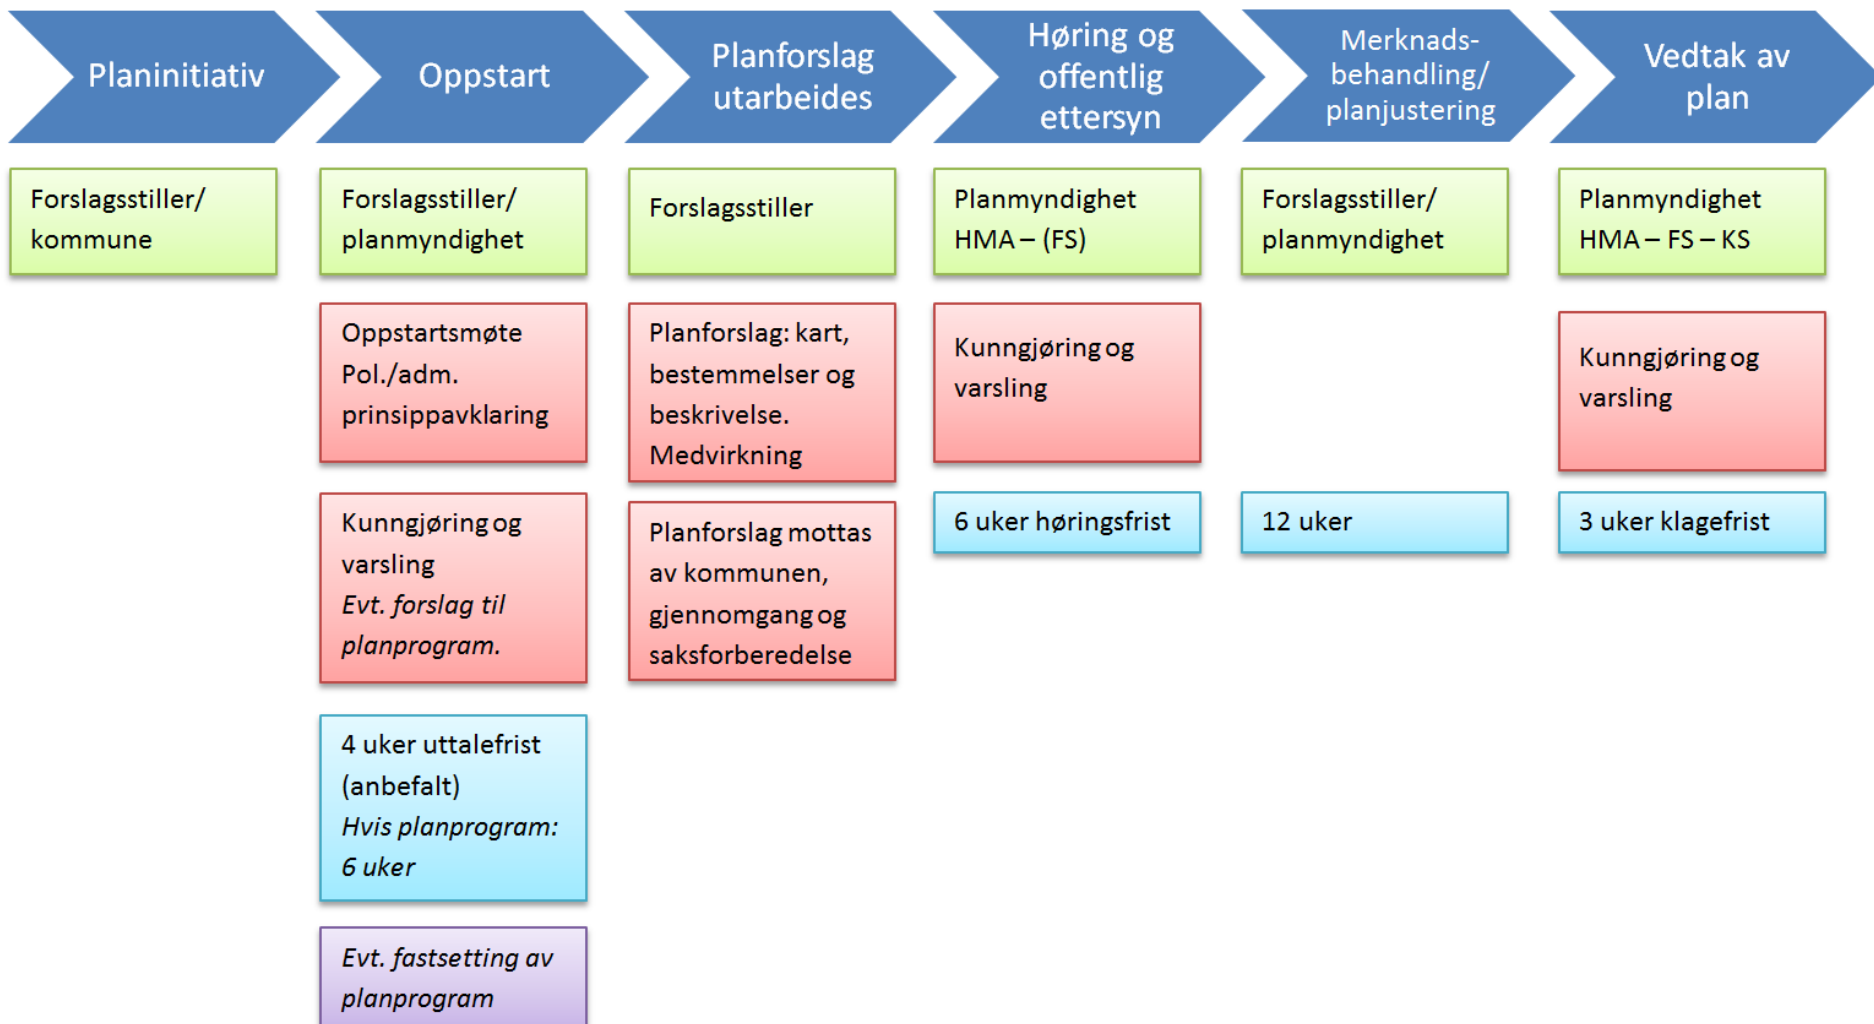 Planinitiativ
Oppstart
Planforslag
utarbeides
Høring og
offentlig
ettersyn
Merknads-
behandling/
planjustering
Vedtak av
plan
Forslagsstiller/
kommune
Forslagsstiller/
planmyndighet
Forslagsstiller
Planmyndighet
HMA – (FS)
Forslagsstiller/
planmyndighet
Planmyndighet
HMA – FS – KS
Oppstartsmøte
Pol./adm.
prinsippavklaring
Planforslag: kart,
bestemmelser og
beskrivelse.
Medvirkning
Kunngjøring og
varsling
Kunngjøring og
varsling
Kunngjøring og
varsling
Evt. forslag til
planprogram.
Planforslag mottas
av kommunen,
gjennomgang og
saksforberedelse
6 uker høringsfrist
12 uker
3 uker klagefrist
4 uker uttalefrist
(anbefalt)
Hvis planprogram:
6 uker
Evt. fastsetting av
planprogram